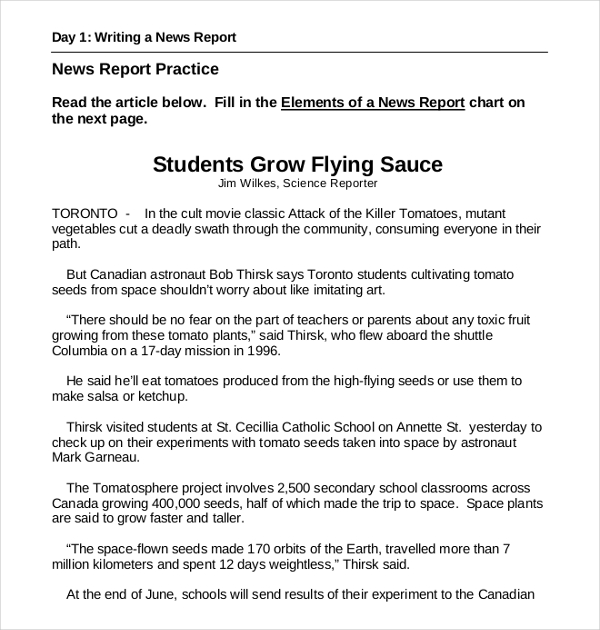 Day 1: Writing a News Report
News Report Practice
Read the article below.  Fill in the Elements of a News Report chart on
the next page.
Students Grow Flying Sauce
Jim Wilkes, Science Reporter
TORONTO  -    In the cult movie classic Attack of the Killer Tomatoes, mutant
vegetables cut a deadly swath through the community, consuming everyone in their
path.
But Canadian astronaut Bob Thirsk says Toronto students cultivating tomato
seeds from space shouldn’t worry about like imitating art.
“There should be no fear on the part of teachers or parents about any toxic fruit
growing from these tomato plants,” said Thirsk, who flew aboard the shuttle
Columbia on a 17-day mission in 1996.
He said he’ll eat tomatoes produced from the high-flying seeds or use them to
make salsa or ketchup.
Thirsk visited students at St. Cecillia Catholic School on Annette St.  yesterday to
check up on their experiments with tomato seeds taken into space by astronaut
Mark Garneau.
The Tomatosphere project involves 2,500 secondary school classrooms across
Canada growing 400,000 seeds, half of which made the trip to space.  Space plants
are said to grow faster and taller.
“The space-flown seeds made 170 orbits of the Earth, travelled more than 7
million kilometers and spent 12 days weightless,” Thirsk said.
At the end of June, schools will send results of their experiment to the Canadian